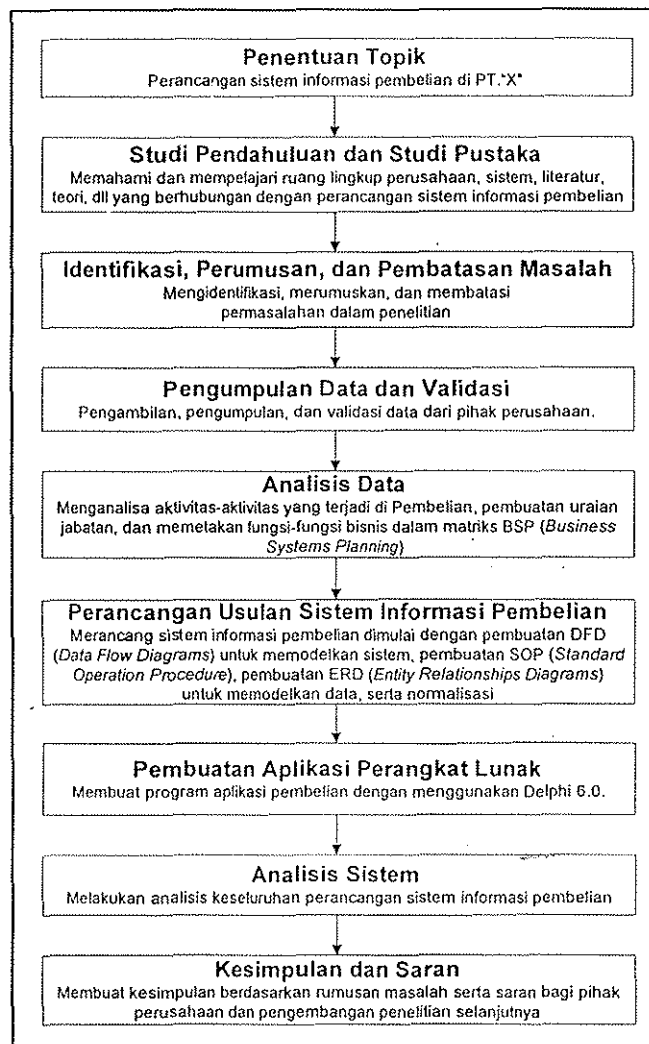 Penentuan Topik
Perancangan sistem informasi pembelian di PT."X"
Studi Pendahuluan dan Studi Pustaka
Memahami dan mempelajari ruang lingkup perusahaan, sistem, literatur,
teori, dll yang berhubungan dengan perancangan sistem informasi pembelian
Identifikasi, Perumusan, dan Pembatasan Masalah
Mengidentifikasi, merumuskan, dan membatasi
permasalahan dalam penelitian
Pengumpulan Data dan Validasi
Pengambilan, pengumpulan, dan validasi data dari pihak perusahaan.
Analisis Data
Menganalisa aktivitas-aktivitas yang terjadi di Pembelian, pembuatan uraian
jabatan, dan memetakan fungsi-fungsi bisnis dalam matriks BSP (Business
Systems Planning)
Perancangan Usulan Sistem Informasi Pembelian
Merancang sistem informasi pembelian dimulai dengan pembuatan DFD
(Data Flow Diagrams) untuk memodelkan sistem, pembuatan SOP (Standard
Operation Procedure), pembuatan ERD (Entity Relationships Diagrams)
untuk memodelkan data, serta normalisasi
Pembuatan Aplikasi Perangkat Lunak
Membuat program aplikasi pembelian dengan menggunakan Delphi 6.0.
Analisis Sistem
Melakukan analisis keseluruhan perancangan sistem informasi pembelian
Kesimpulan dan Saran
Membuat kesimpulan berdasarkan rumusan masalah serta saran bagi pihak
perusahaan dan pengembangan penelitian selanjutnya